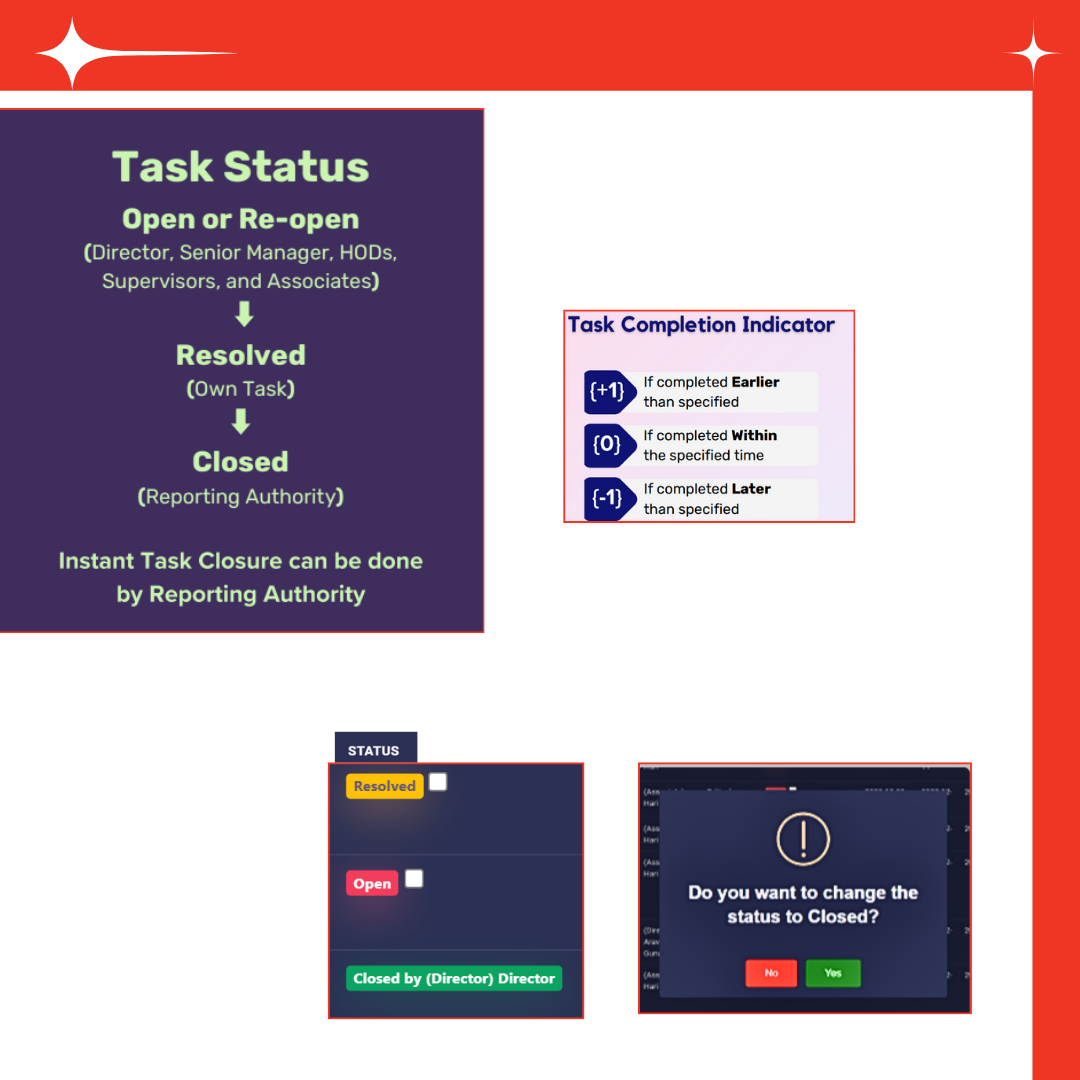 Task Status
Open or Re-open
(Director, Senior Manager, HODs,
Supervisors, and Associates)
Resolved
(Own Task)
Closed
(Reporting Authority)
Instant Task Closure can be done
by Reporting Authority
Task Completion Indicator
{+1} If completed Earlier
than specified
{0} If completed Within
the specified time
{-1} If completed Later
than specified
STATUS
Resolved
Open
Closed by (Director) Director
Do you want to change the
status to Closed?
No Yes